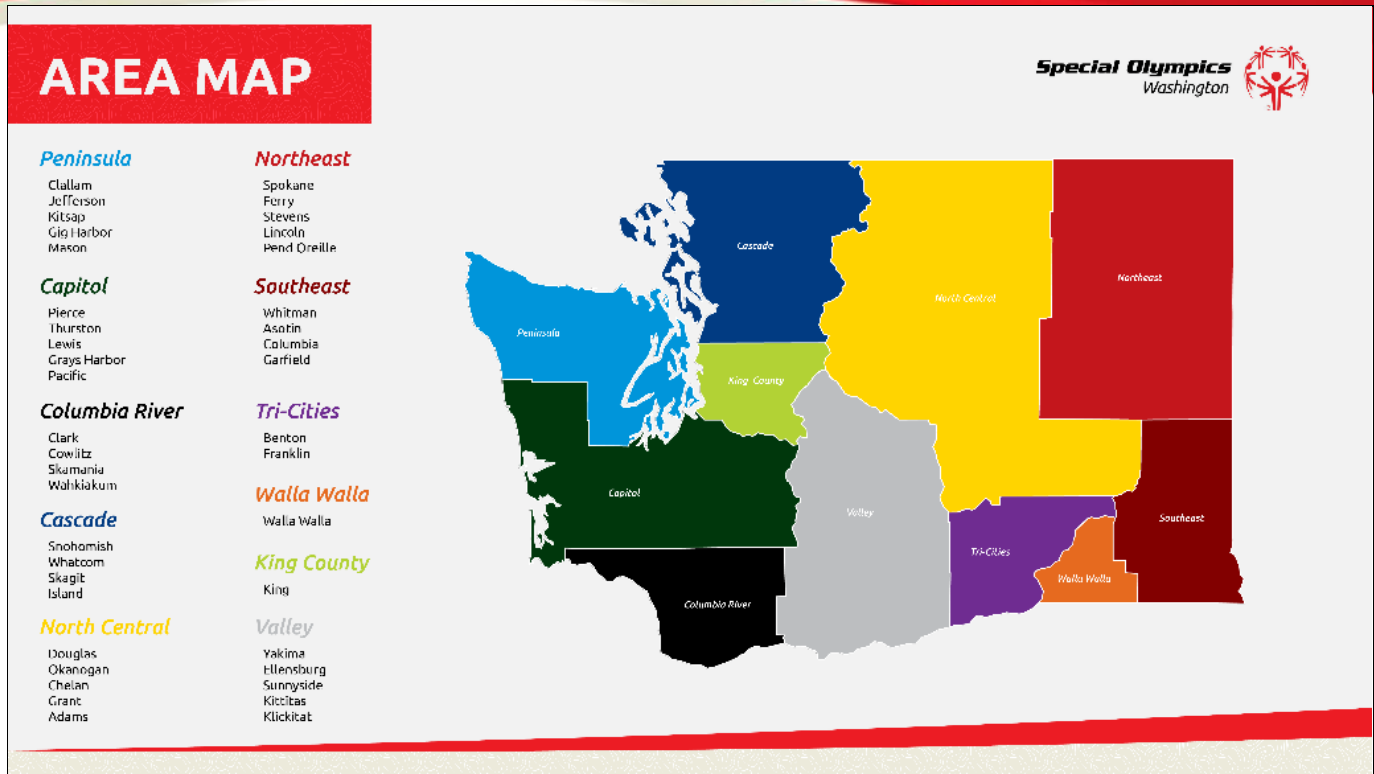 AREA MAP
Special Olympics
Washington
Peninsula
Clallam
Jefferson
Kitsap
Gig Harbor
Mason
Capitol
Pierce
Thurston
Lewis
Grays Harbor
Pacific
Columbia River
Clark
Cowlitz
Skamania
Wahkiakum
Cascade
Snohomish
Whatcom
Skagit
Island
North Central
Douglas
Okanogan
Chelan
Grant
Adams
Northeast
Spokane
Ferry
Stevens
Lincoln
Pend Oreille
Southeast
Whitman
Asotin
Columbia
Garfield
Tri-Cities
Benton
Franklin
Walla Walla
Walla Walla
King County
King
Valley
Yakima
Ellensburg
Sunnyside
Kittitas
Klickitat
Cascade
Northeast
North Central
Peninsula
King County
Capitol
Valley
Southeast
Tri-Cities
Walla Walla
Columbia River